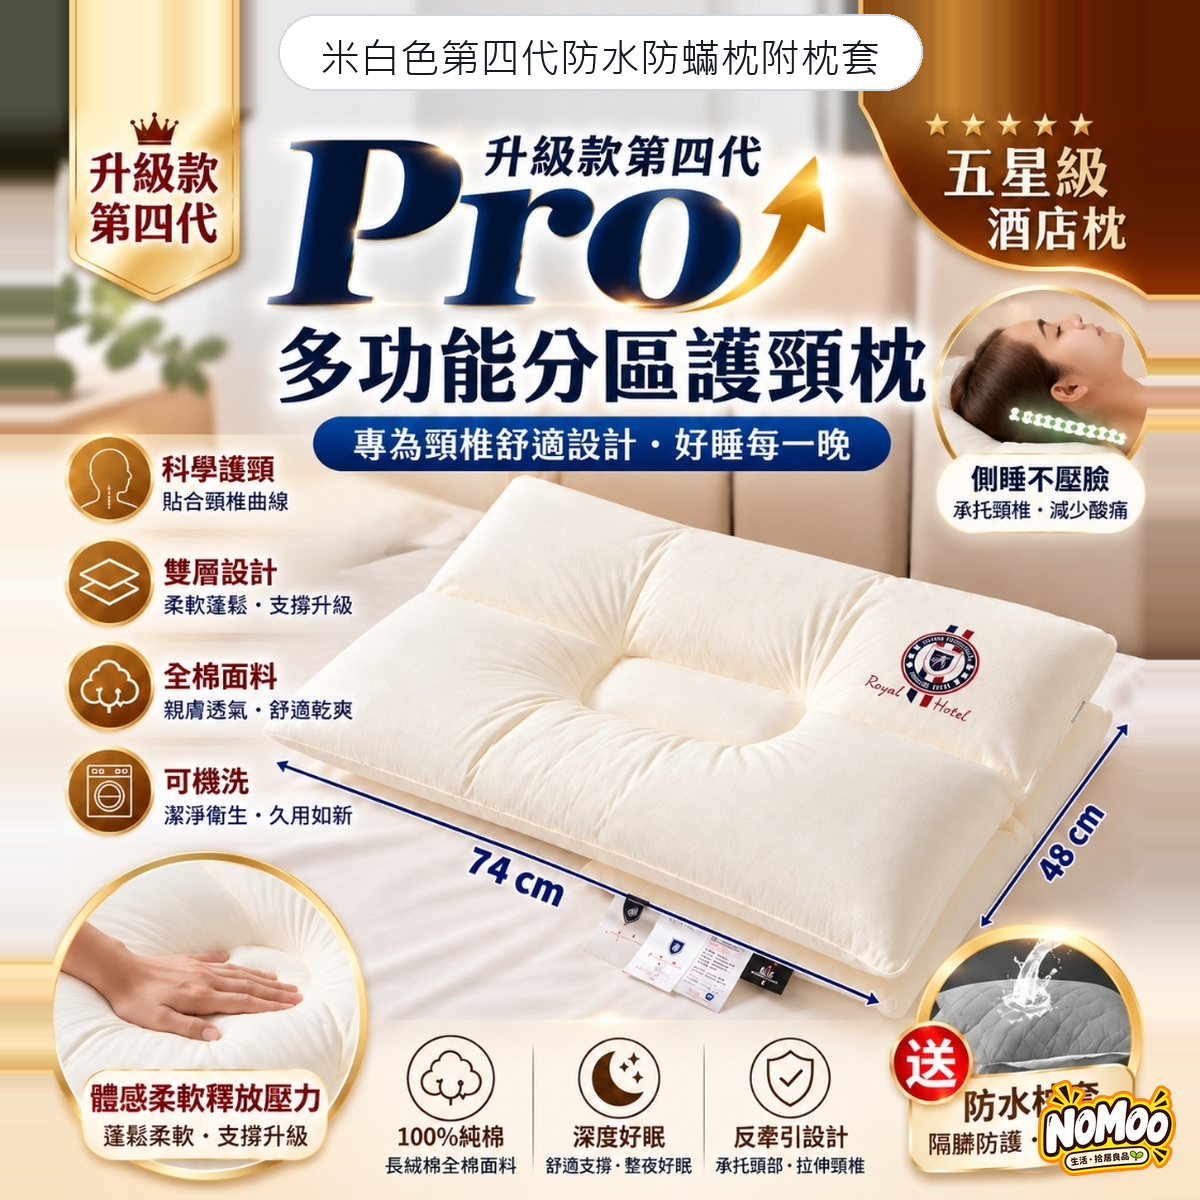 米白色第四代防水防蟎枕附枕套
升級款
第四代
升級款第四代
Pro
五星級
酒店枕
多功能分區護頸枕
專為頸椎舒適設計・好睡每一晚
側睡不壓臉
承托頸椎・減少酸痛
科學護頸
貼合頸椎曲線
雙層設計
柔軟蓬鬆・支撐升級
全棉面料
親膚透氣・舒適乾爽
可機洗
潔淨衛生・久用如新
Royal Hotel
74 cm
48 cm
體感柔軟釋放壓力
蓬鬆柔軟・支撐升級
100%純棉
長絨棉全棉面料
深度好眠
舒適支撐・整夜好眠
反牽引設計
承托頭部・拉伸頸椎
送
防水枕套
隔髒防護・
NOMOO
生活・拾居良品